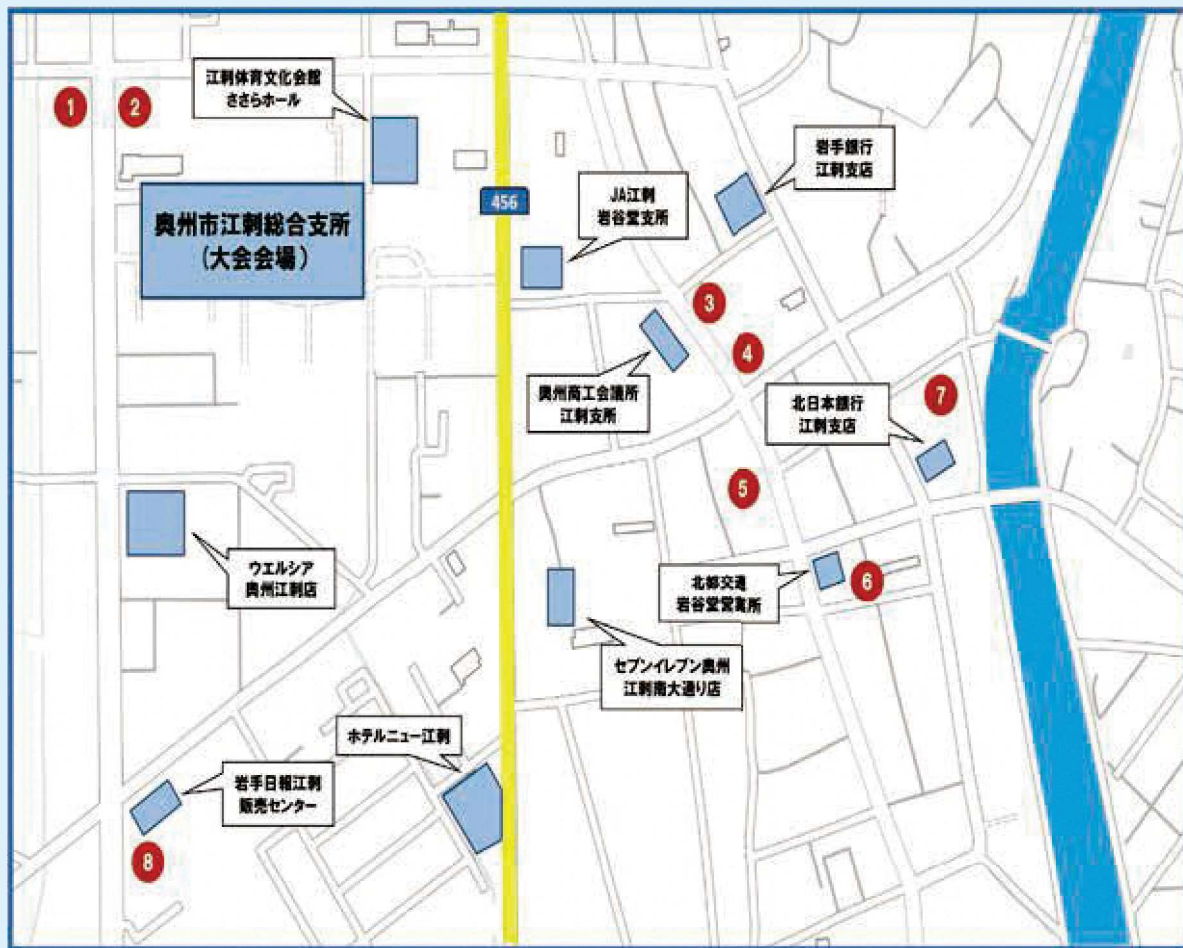 1
2
江刺体育文化会館
ささらホール
奥州市江刺総合支所
(大会会場)
456
JA江刺
岩谷堂支所
岩手銀行
江刺支店
3
4
奥州商工会議所
江刺支所
北日本銀行
江刺支店
7
5
ウエルシア
奥州江刺店
北都交通
岩谷堂営業所
6
セブンイレブン奥州
江刺南大通り店
ホテルニュー江刺
岩手日報江刺
販売センター
8